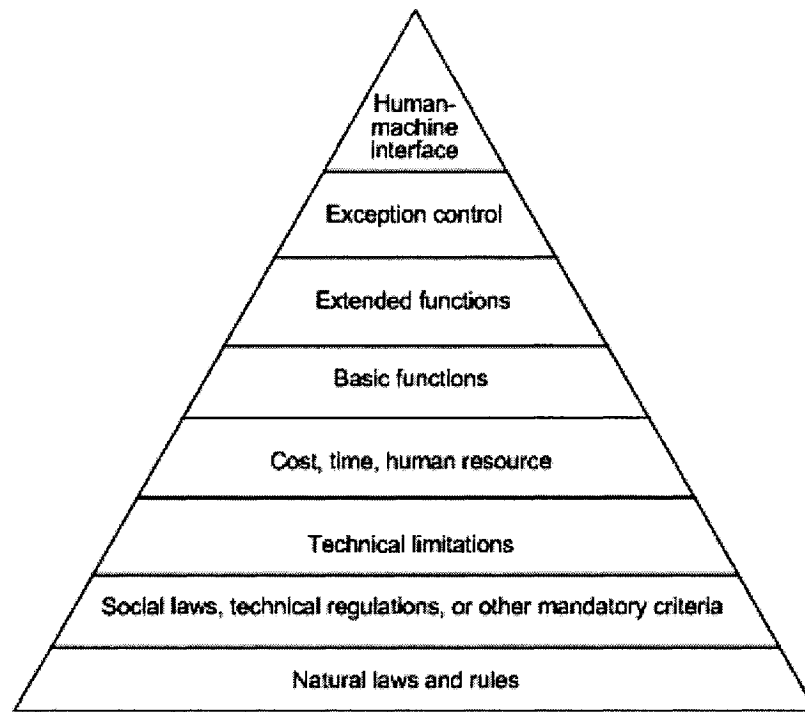 Human-
machine
interface
Exception control
Extended functions
Basic functions
Cost, time, human resource
Technical limitations
Social laws, technical regulations, or other mandatory criteria
Natural laws and rules